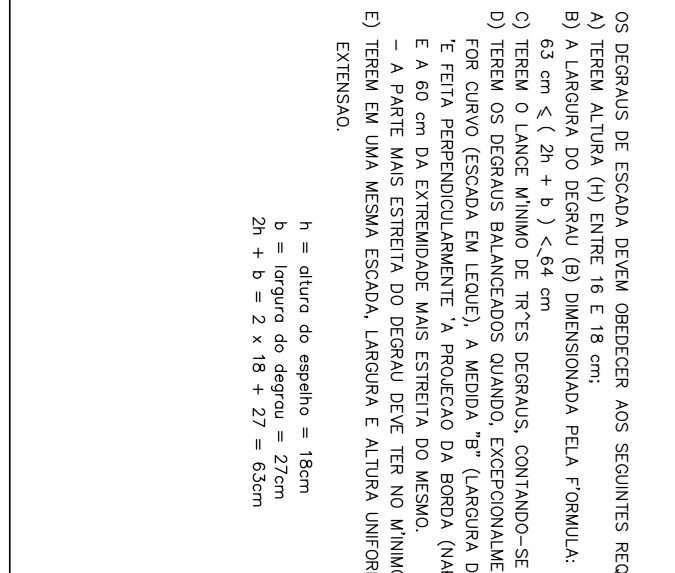 OS DEGRAUS DE ESCADA DEVEM OBEDECER AOS SEGUINTES REQ
A) TEREM ALTURA (H) ENTRE 16 E 18 cm;
B) A LARGURA DO DEGRAU (B) DIMENSIONADA PELA F'ORMULA:
63 cm ≤ ( 2h + b ) ≤ 64 cm
C) TEREM O LANCE M'INIMO DE TR^ES DEGRAUS, CONTANDO-SE
D) TEREM OS DEGRAUS BALANCEADOS QUANDO, EXCEPCIONALME
FOR CURVO (ESCADA EM LEQUE), A MEDIDA "B" (LARGURA D
'E FEITA PERPENDICULARMENTE 'A PROJECAO DA BORDA (NA
E A 60 cm DA EXTREMIDADE MAIS ESTREITA DO MESMO.
- A PARTE MAIS ESTREITA DO DEGRAU DEVE TER NO M'INIMO
E) TEREM EM UMA MESMA ESCADA, LARGURA E ALTURA UNIFOR
EXTENSAO.
h = altura do espelho = 18cm
b = largura do degrau = 27cm
2h + b = 2 x 18 + 27 = 63cm